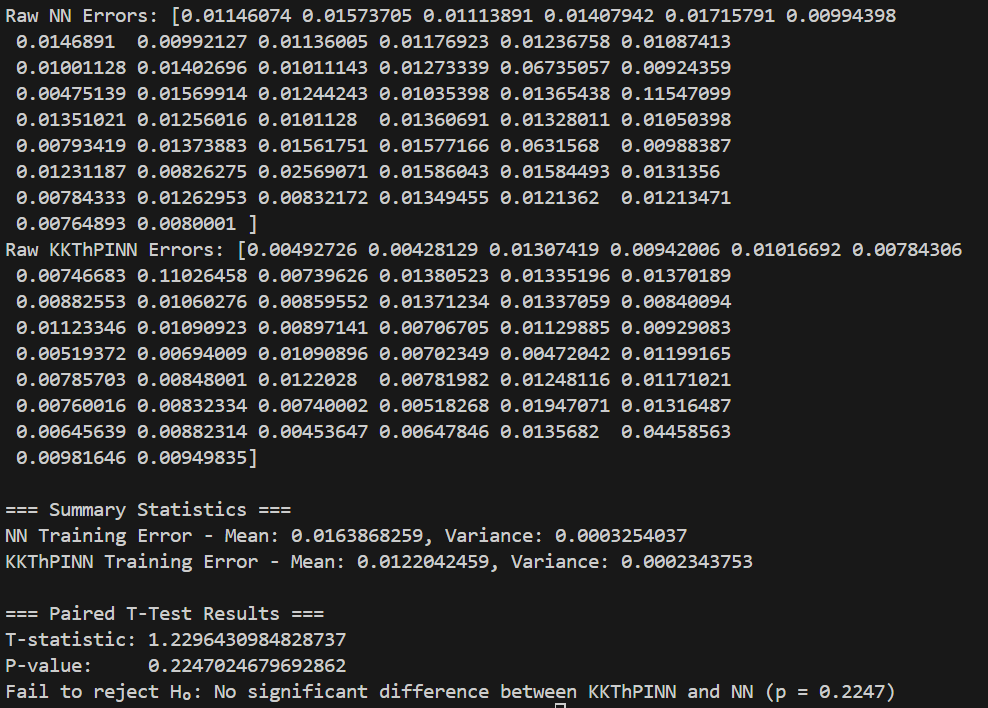 Raw NN Errors: [0.01146074 0.01573705 0.01113891 0.01407942 0.01715791 0.00994398
0.0146891  0.00992127 0.01136005 0.01176923 0.01236758 0.01087413
0.01001128 0.01402696 0.01011143 0.01273339 0.06735057 0.00924359
0.00475139 0.01569914 0.01244243 0.01035398 0.01365438 0.11547099
0.01351021 0.01256016 0.0101128  0.01360691 0.01328011 0.01050398
0.00793419 0.01373883 0.01561751 0.01577166 0.0631568  0.00988387
0.01231187 0.00826275 0.02569071 0.01586043 0.01584493 0.0131356
0.00784333 0.01262953 0.00832172 0.01349455 0.0121362  0.01213471
0.00764893 0.0080001 ]
Raw KKThPINN Errors: [0.00492726 0.00428129 0.01307419 0.00942006 0.01016692 0.00784306
0.00746683 0.11026458 0.00739626 0.01380523 0.01335196 0.01370189
0.00882553 0.01060276 0.00859552 0.01371234 0.01337059 0.00840094
0.01123346 0.01090923 0.00897141 0.00706705 0.01129885 0.00929083
0.00519372 0.00694009 0.01090896 0.00702349 0.00472042 0.01199165
0.00785703 0.00848001 0.0122028  0.00781982 0.01248116 0.01171021
0.00760016 0.00832334 0.00740002 0.00518268 0.01947071 0.01316487
0.00645639 0.00882314 0.00453647 0.00647846 0.0135682  0.04458563
0.00981646 0.00949835]
=== Summary Statistics ===
NN Training Error - Mean: 0.0163868259, Variance: 0.0003254037
KKThPINN Training Error - Mean: 0.0122042459, Variance: 0.0002343753
=== Paired T-Test Results ===
T-statistic: 1.2296430984828737
P-value:     0.2247024679692862
Fail to reject H₀: No significant difference between KKThPINN and NN (p = 0.2247)